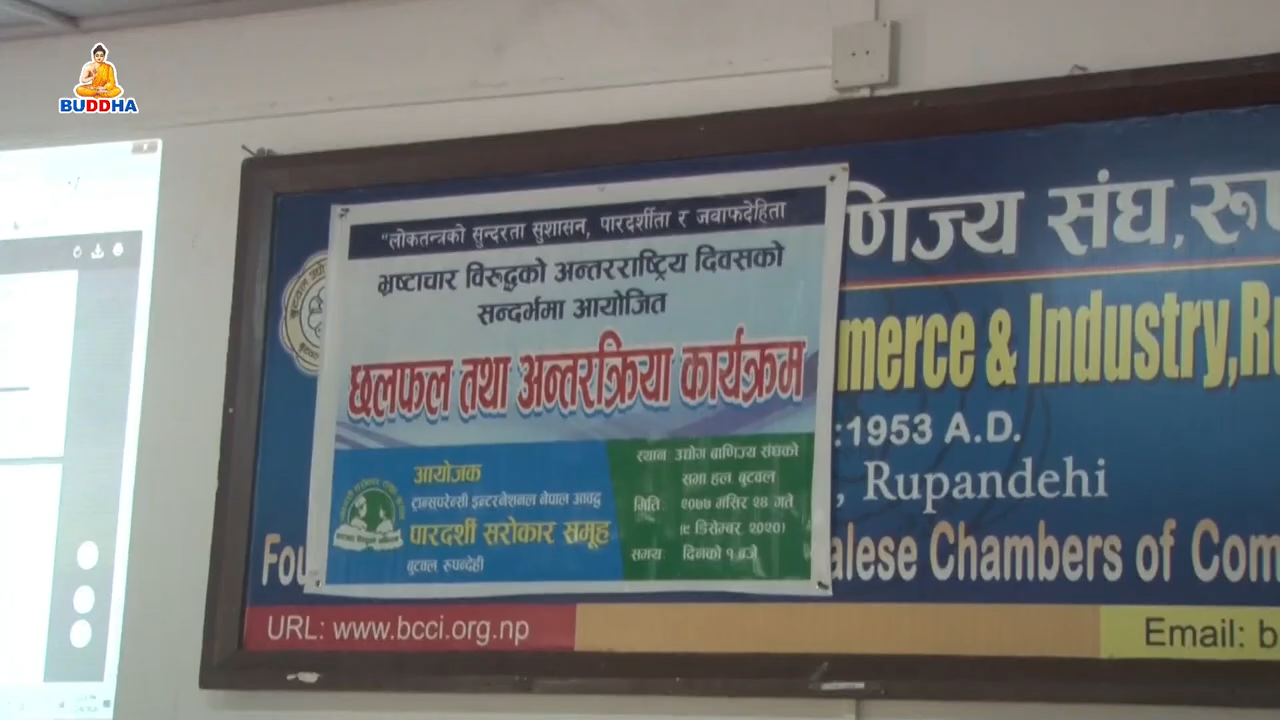 BUDDHA
"लोकतन्त्रको सुन्दरता सुशासन, पारदर्शीता र जवाफदेहिता
भ्रष्टाचार विरुद्धको अन्तरराष्ट्रिय दिवसको
सन्दर्भमा आयोजित
छलफल तथा अन्तरक्रिया कार्यक्रम
आयोजक
ट्रान्सपरेन्सी इन्टरनेशनल नेपाल आवद्ध
पारदर्शी सरोकार समूह
बुटवल रुपन्देही
स्थान उद्योग बाणिज्य संघको
सभा हल बुटवल
मिति: २०७७ मंसिर २४ गते
(९ डिसेम्बर २०२०)
समय: दिनको १ बजे
णिज्य संघ, रुप
merce & Industry, Ru
:1953 A.D.
, Rupandehi
Fou
alese Chambers of Com
URL: www.bcci.org.np
Email: b